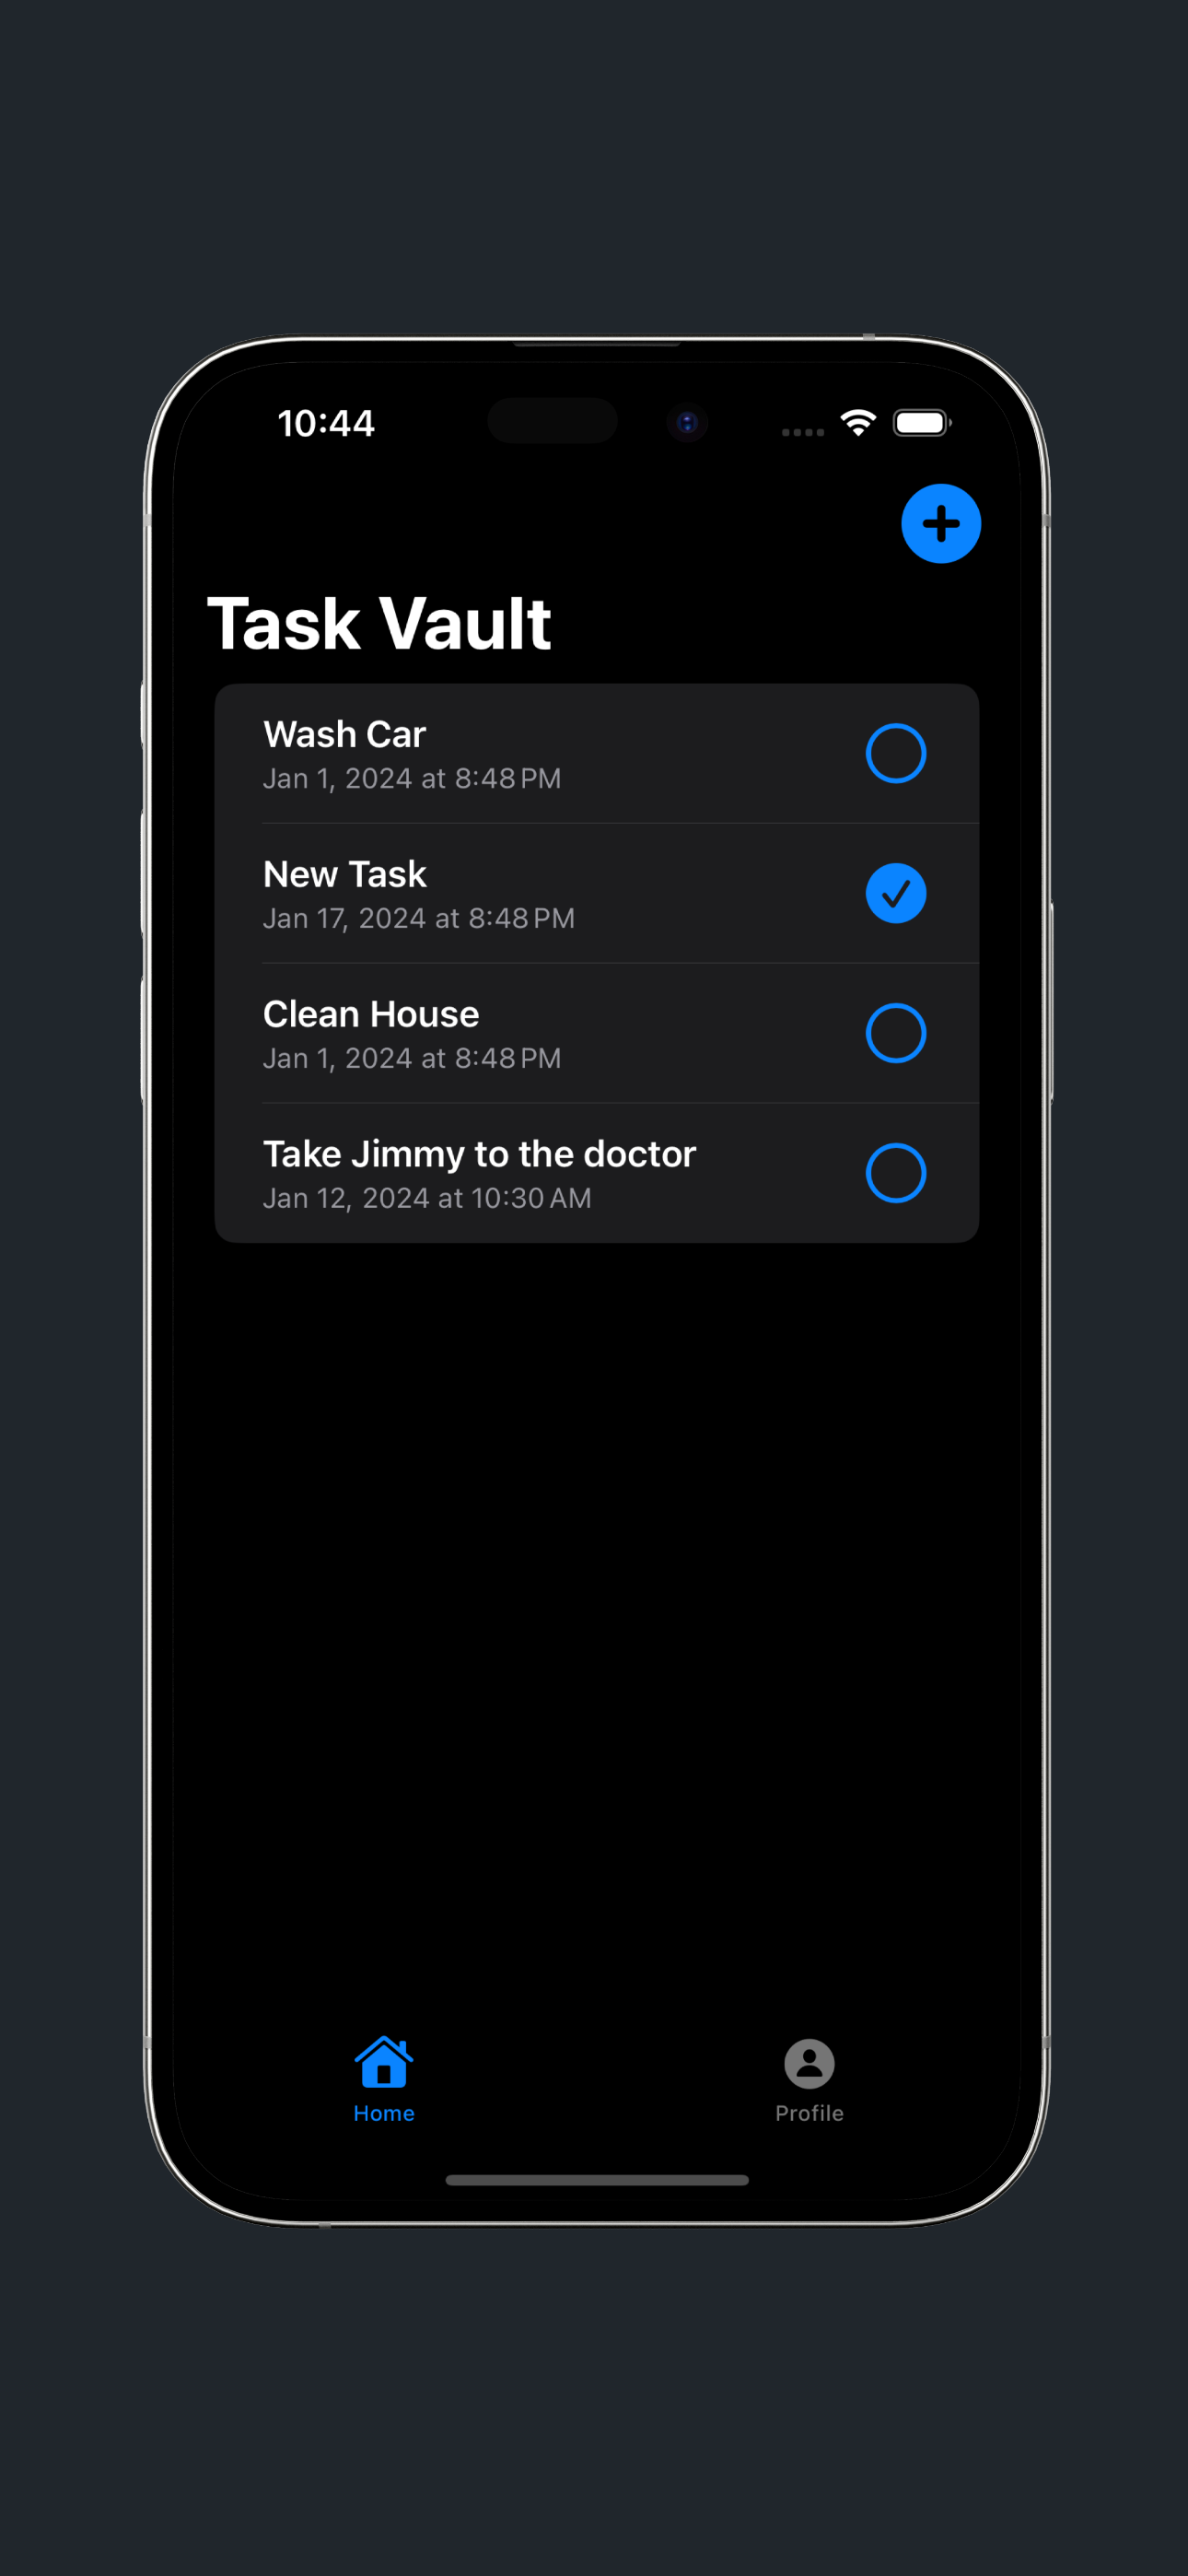 10:44
Task Vault
Wash Car
Jan 1, 2024 at 8:48 PM
New Task
Jan 17, 2024 at 8:48 PM
Clean House
Jan 1, 2024 at 8:48 PM
Take Jimmy to the doctor
Jan 12, 2024 at 10:30 AM
Home
Profile